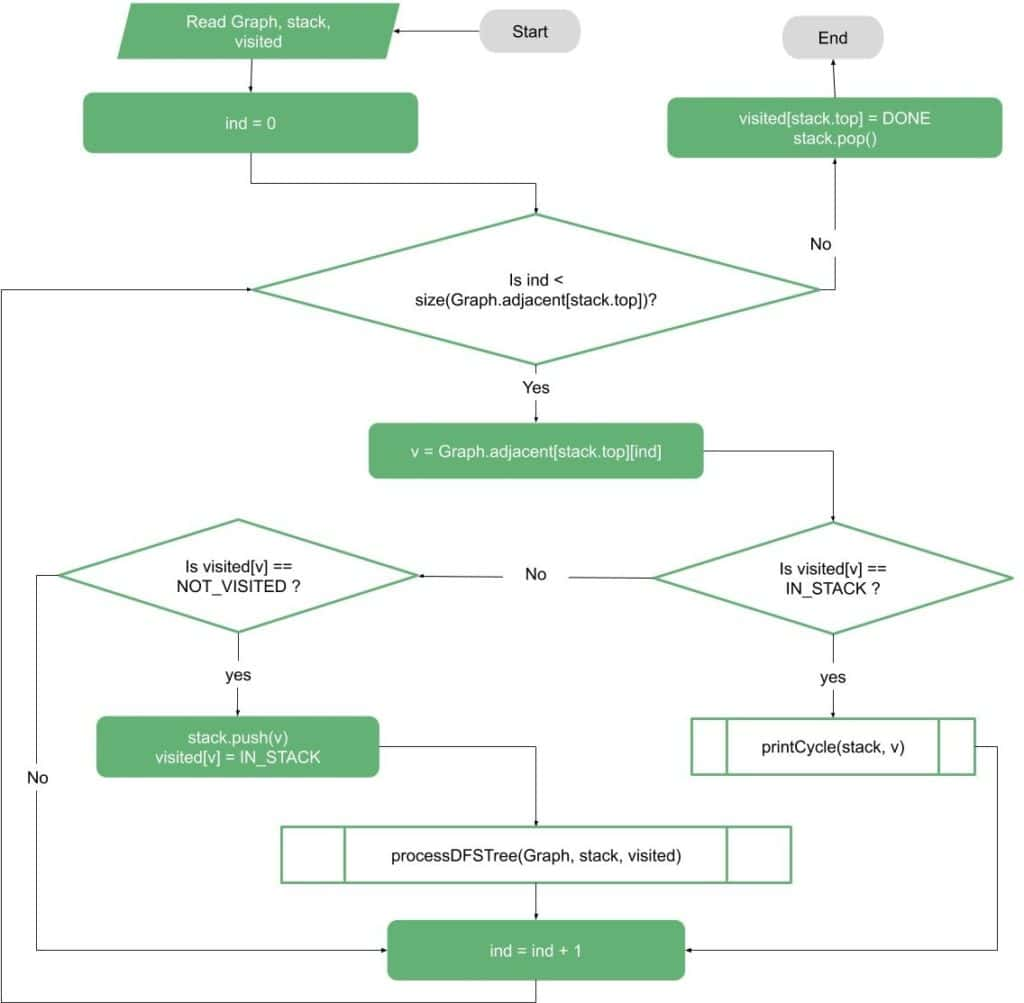 Read Graph, stack,
visited
Start
End
ind = 0
visited[stack.top] = DONE
stack.pop()
No
Is ind <
size(Graph.adjacent[stack.top])?
Yes
v = Graph.adjacent[stack.top][ind]
Is visited[v] ==
NOT_VISITED ?
No
Is visited[v] ==
IN_STACK ?
yes
yes
stack.push(v)
visited[v] = IN_STACK
printCycle(stack, v)
No
processDFSTree(Graph, stack, visited)
ind = ind + 1